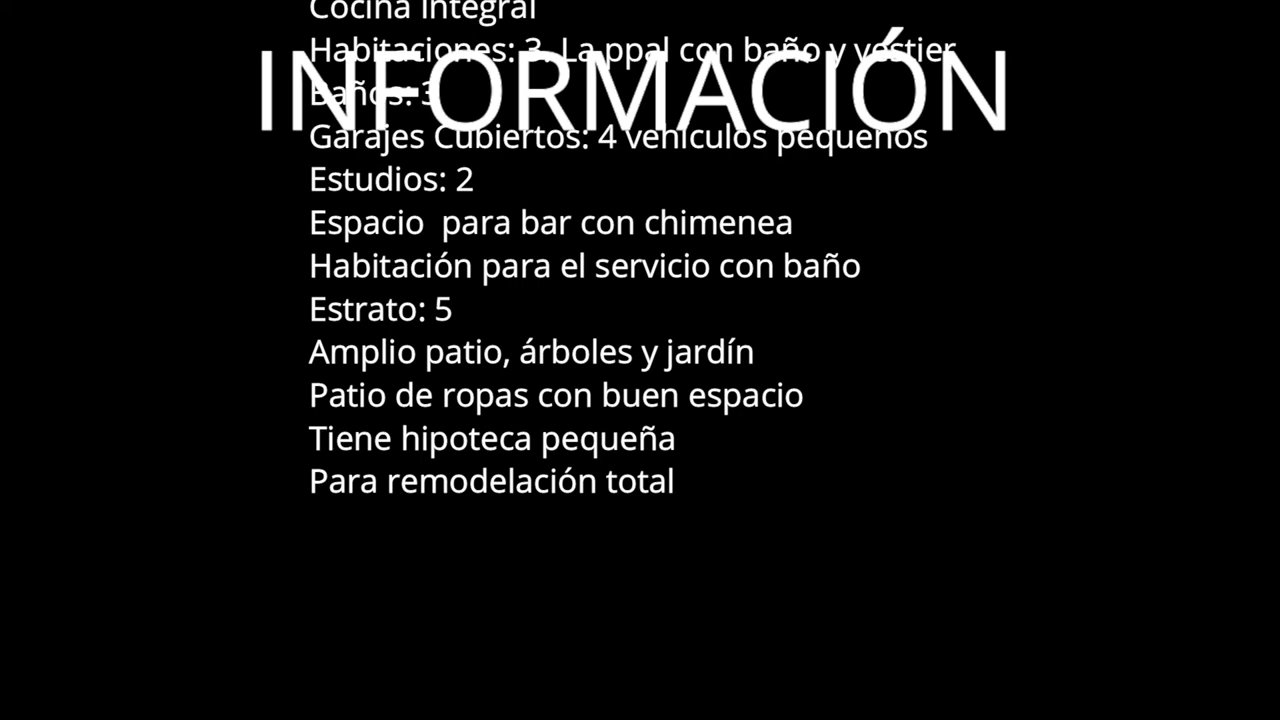 Cocina Integral
INFORMACIÓN
Habitaciones: 3. La ppal con baño y vestier
Baños: 3
Garajes Cubiertos: 4 vehículos pequeños
Estudios: 2
Espacio  para bar con chimenea
Habitación para el servicio con baño
Estrato: 5
Amplio patio, árboles y jardín
Patio de ropas con buen espacio
Tiene hipoteca pequeña
Para remodelación total